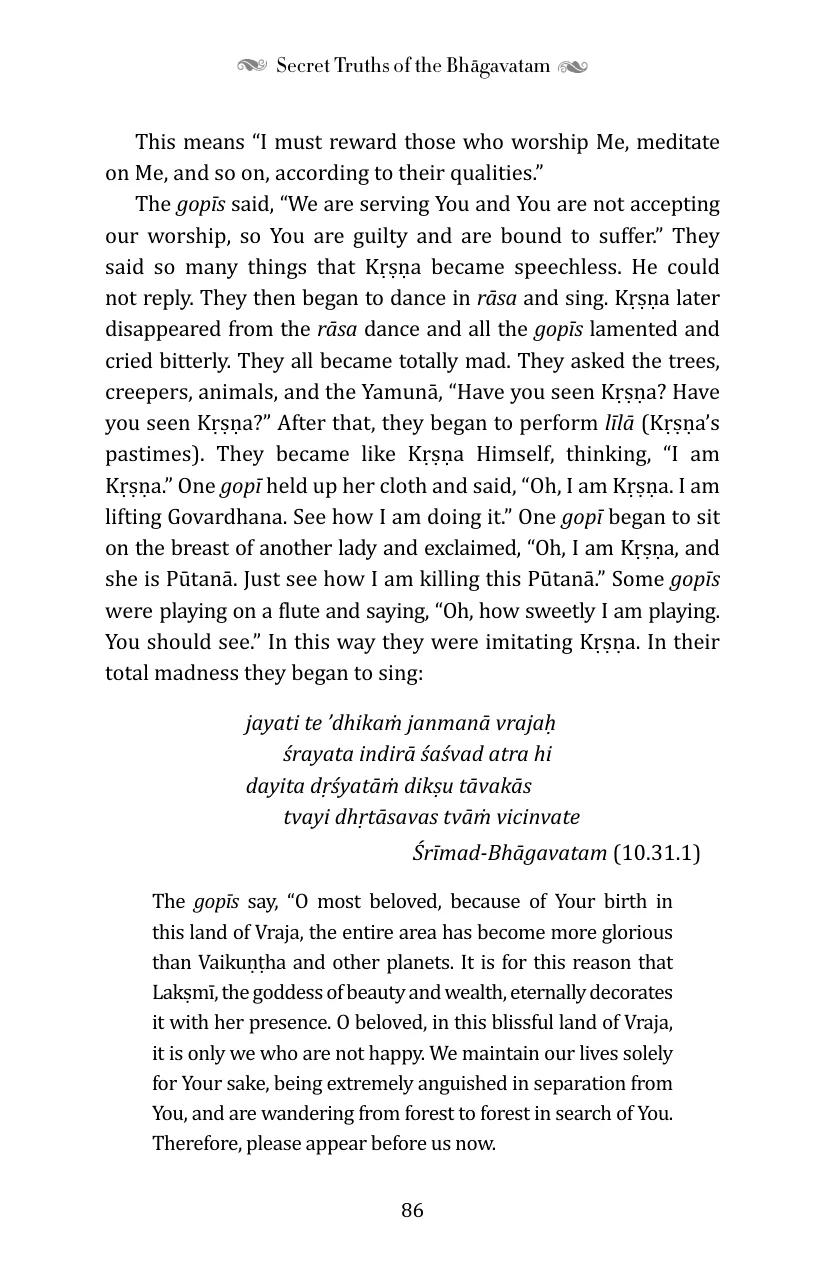 Secret Truths of the Bhāgavatam
This means “I must reward those who worship Me, meditate
on Me, and so on, according to their qualities.”
The gopīs said, “We are serving You and You are not accepting
our worship, so You are guilty and are bound to suffer.” They
said so many things that Kṛṣṇa became speechless. He could
not reply. They then began to dance in rāsa and sing. Kṛṣṇa later
disappeared from the rāsa dance and all the gopīs lamented and
cried bitterly. They all became totally mad. They asked the trees,
creepers, animals, and the Yamunā, “Have you seen Kṛṣṇa? Have
you seen Kṛṣṇa?” After that, they began to perform līlā (Kṛṣṇa’s
pastimes). They became like Kṛṣṇa Himself, thinking, “I am
Kṛṣṇa.” One gopī held up her cloth and said, “Oh, I am Kṛṣṇa. I am
lifting Govardhana. See how I am doing it.” One gopī began to sit
on the breast of another lady and exclaimed, “Oh, I am Kṛṣṇa, and
she is Pūtanā. Just see how I am killing this Pūtanā.” Some gopīs
were playing on a flute and saying, “Oh, how sweetly I am playing.
You should see.” In this way they were imitating Kṛṣṇa. In their
total madness they began to sing:
jayati te ’dhikaṁ janmanā vrajaḥ
śrayata indirā śaśvad atra hi
dayita dṛśyatāṁ dikṣu tāvakās
tvayi dhṛtāsavas tvāṁ vicinvate
Śrīmad-Bhāgavatam (10.31.1)
The gopīs say, “O most beloved, because of Your birth in
this land of Vraja, the entire area has become more glorious
than Vaikuṇṭha and other planets. It is for this reason that
Lakṣmī, the goddess of beauty and wealth, eternally decorates
it with her presence. O beloved, in this blissful land of Vraja,
it is only we who are not happy. We maintain our lives solely
for Your sake, being extremely anguished in separation from
You, and are wandering from forest to forest in search of You.
Therefore, please appear before us now.
86